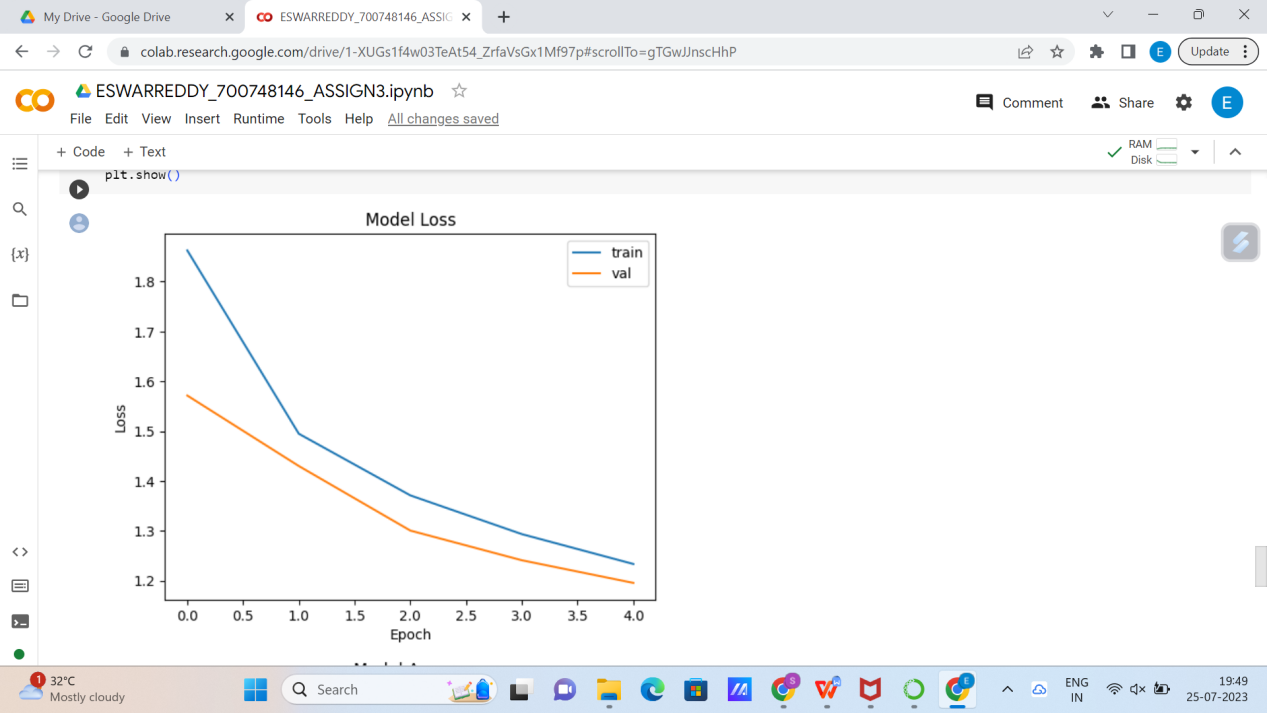 My Drive - Google Drive
ESWARREDDY_700748146_ASSIG
colab.research.google.com/drive/1-XUGs1f4w03TeAt54_ZrfaVsGx1Mf97p#scrollTo=gTGwJJnscHhP
E
Update
ESWARREDDY_700748146_ASSIGN3.ipynb
Comment
Share
E
File Edit View Insert Runtime Tools Help All changes saved
+ Code + Text
RAM
Disk
plt.show()
{x}
Model Loss
train
val
1.8
1.7
1.6
1.5
1.4
1.3
1.2
Loss
0.0 0.5 1.0 1.5 2.0 2.5 3.0 3.5 4.0
Epoch
1
32°C
Mostly cloudy
Search
S
E
ENG
IN
19:49
25-07-2023